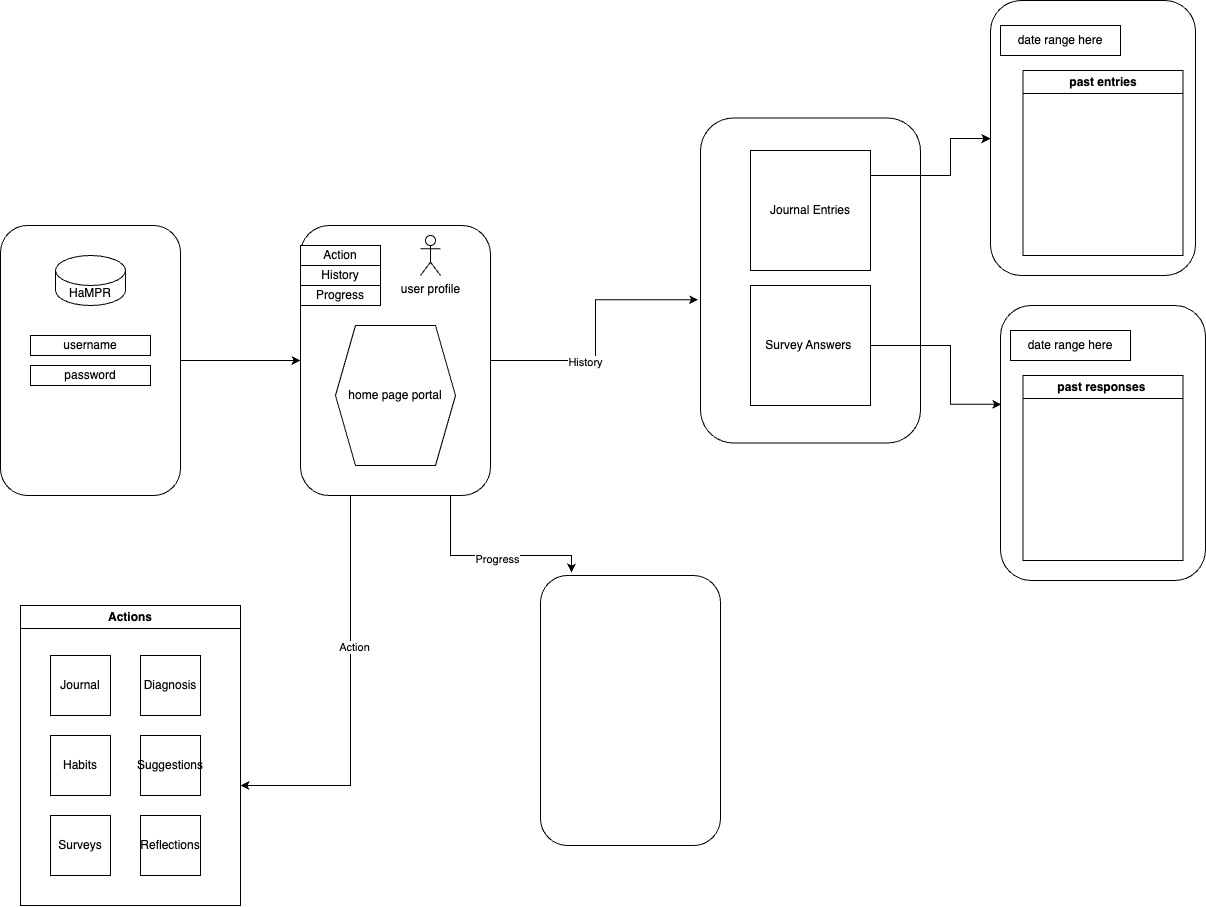 HaMPR
username
password
Action
History
Progress
user profile
home page portal
History
Journal Entries
Survey Answers
date range here
past entries
date range here
past responses
Progress
Action
Actions
Journal
Diagnosis
Habits
Suggestions
Surveys
Reflections